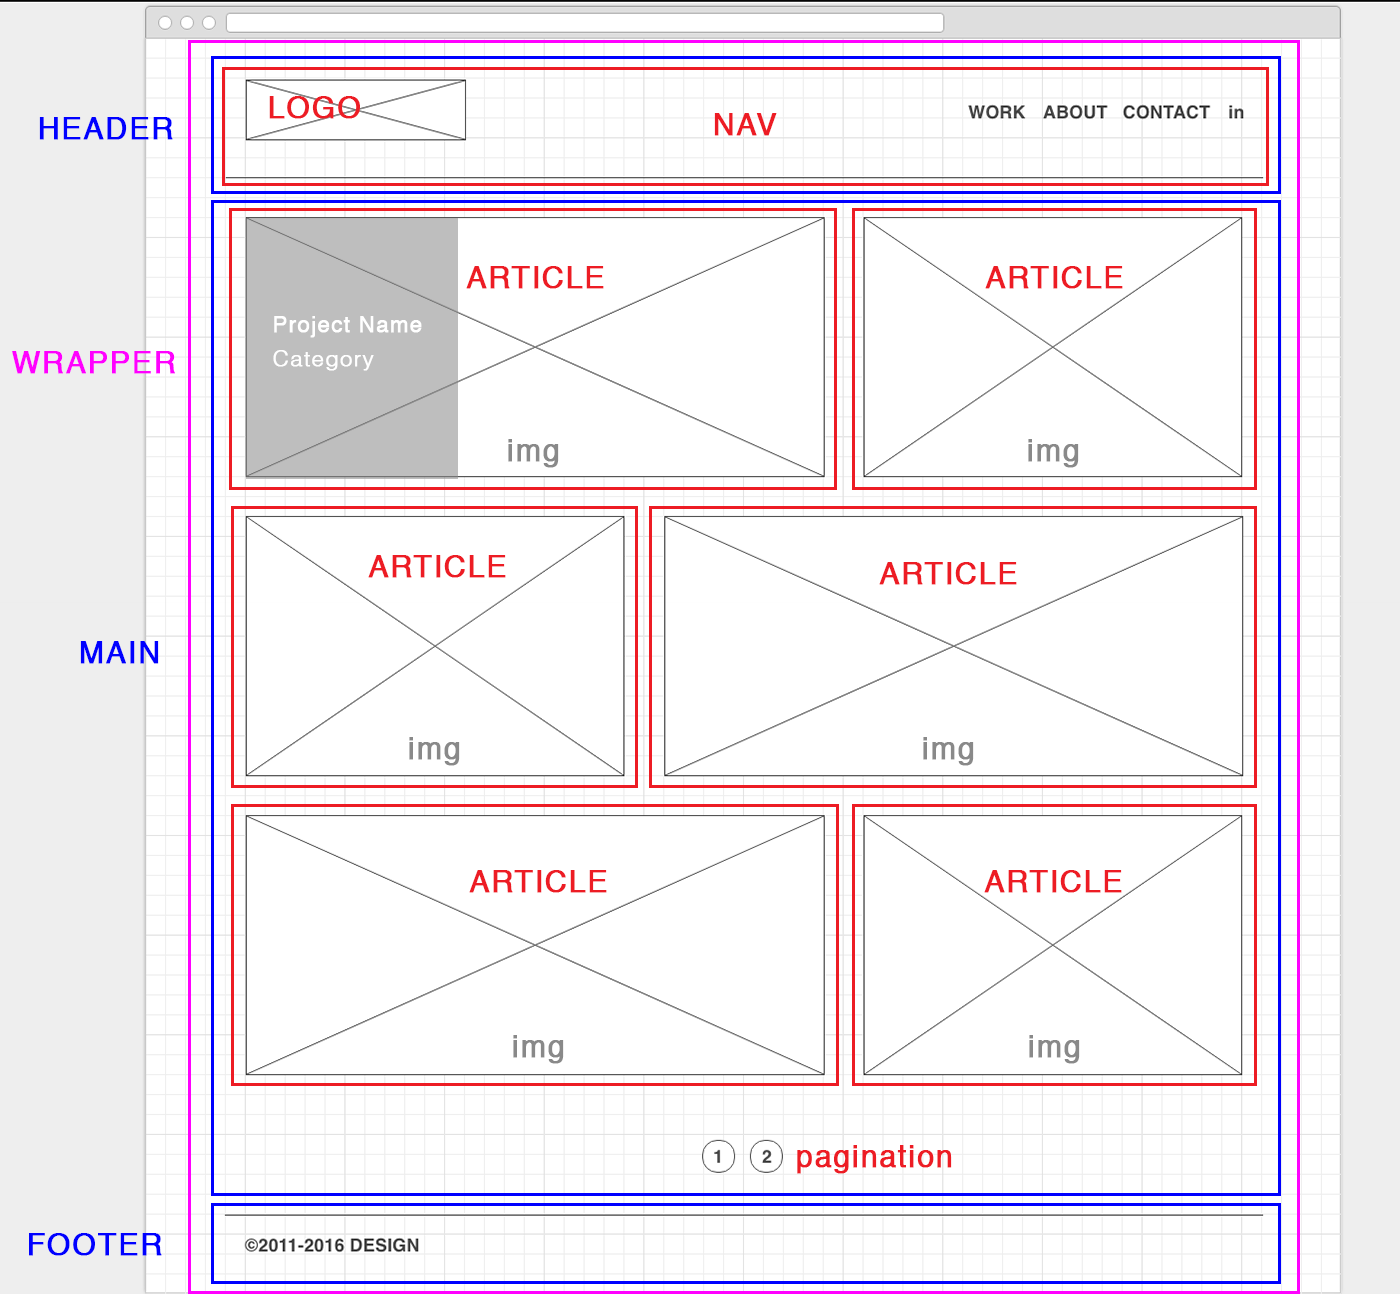 HEADER
LOGO
NAV
WORK ABOUT CONTACT in
WRAPPER
ARTICLE
Project Name
Category
img
ARTICLE
img
MAIN
ARTICLE
img
ARTICLE
img
ARTICLE
img
ARTICLE
img
1 2 pagination
FOOTER
©2011-2016 DESIGN